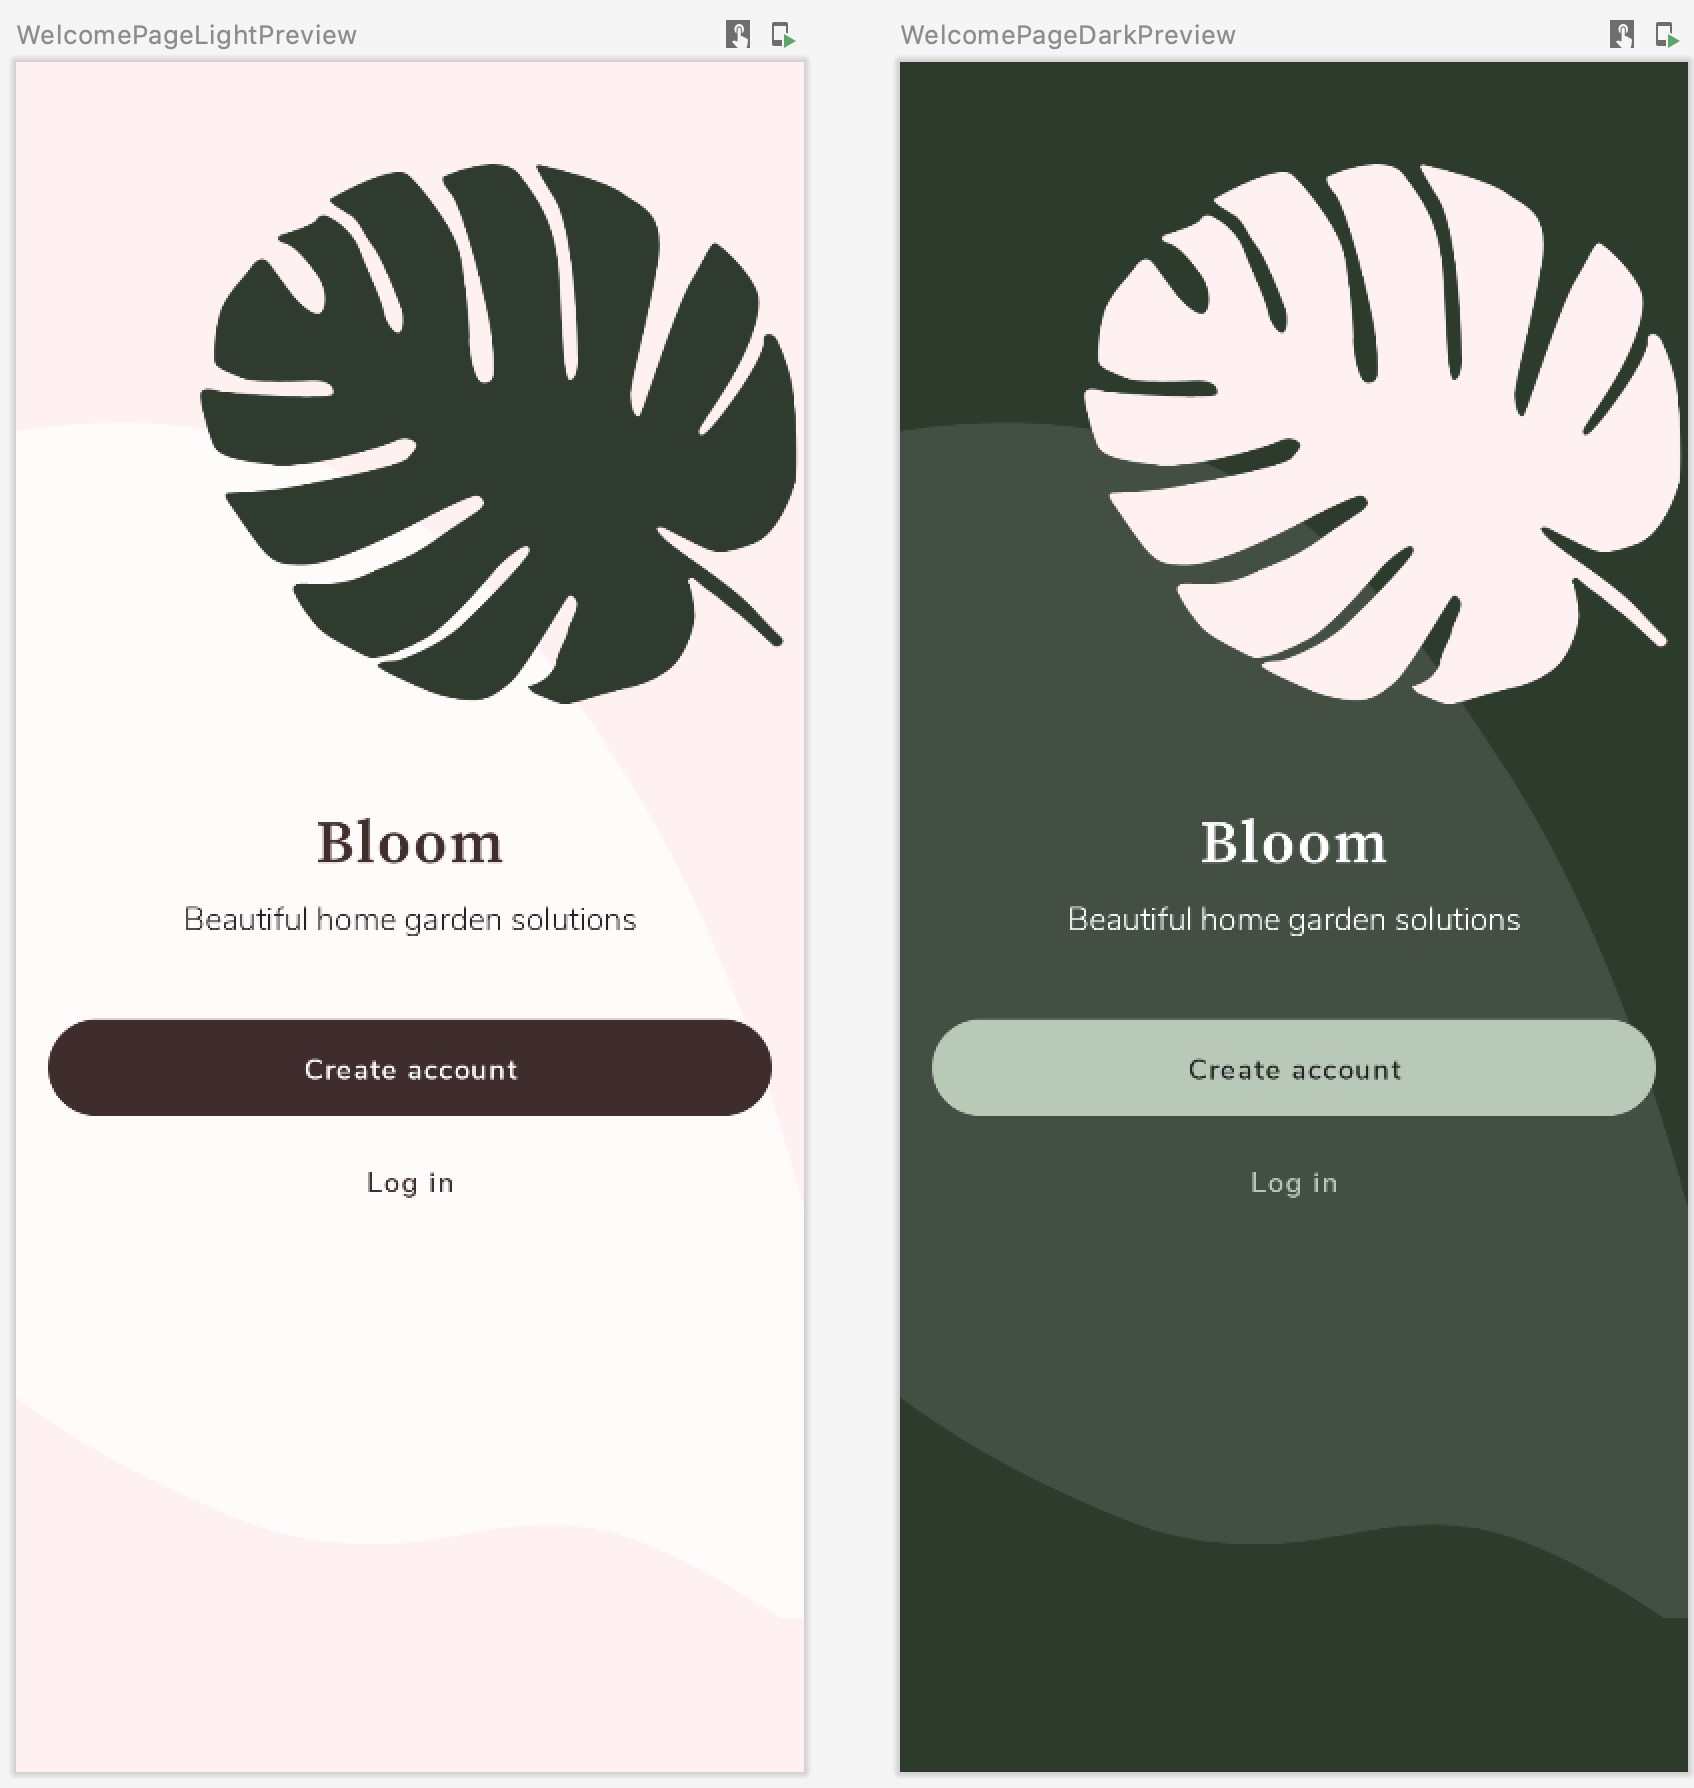 WelcomePageLightPreview
Bloom
Beautiful home garden solutions
Create account
Log in
WelcomePageDarkPreview
Bloom
Beautiful home garden solutions
Create account
Log in